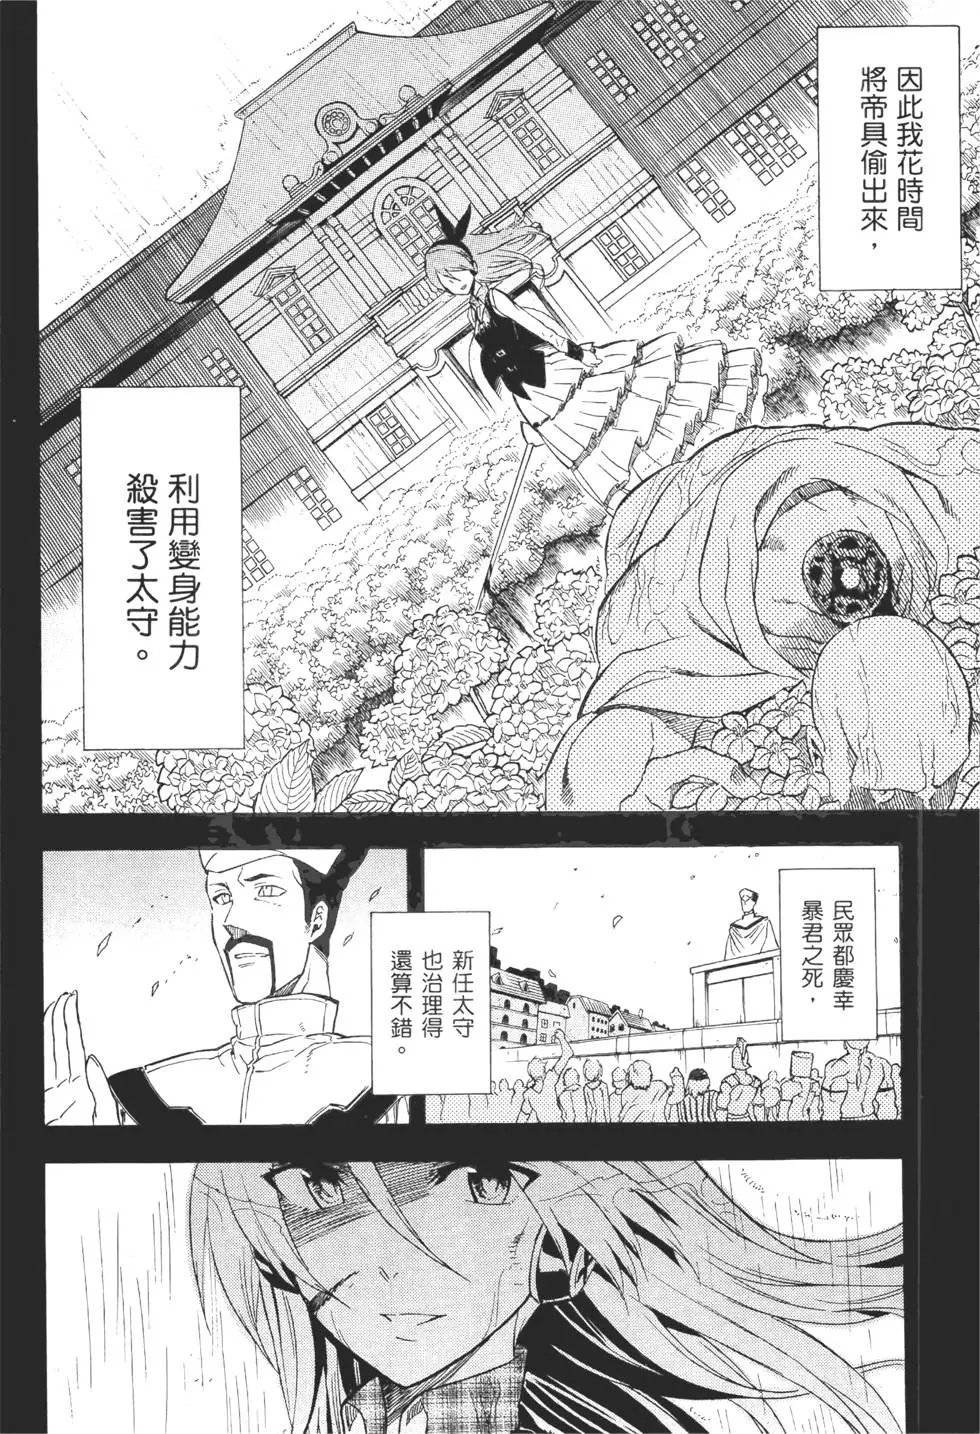 因此我花時間
將帝具偷出來，
利用變身能力
殺害了太守。
民眾都慶幸
暴君之死，
新任太守
也治理得
還算不錯。